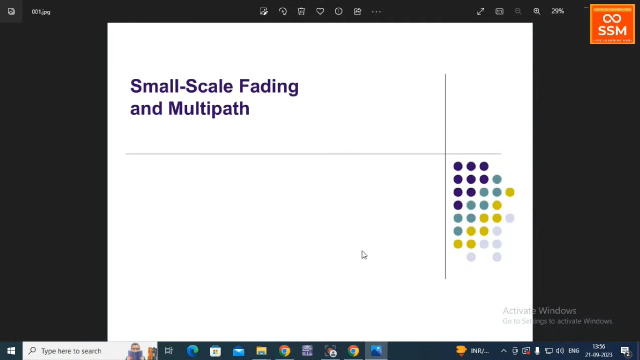 001.jpg
29%
SSM
Small-Scale Fading
and Multipath
Activate Windows
Go to Settings to activate Windows.
Type here to search
INR/...
ENG
13:56
21-09-2023